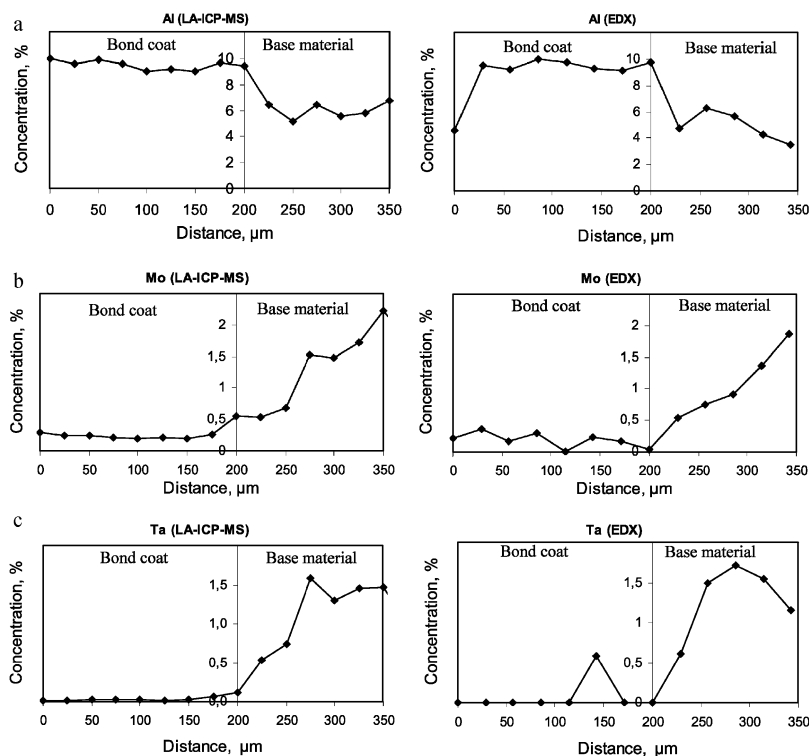 a
Al (LA-ICP-MS)
Concentration, %
Bond coat
Base material
10
8
6
4
2
0
0 50 100 150 200 250 300 350
Distance, µm
Al (EDX)
Concentration, %
Bond coat
Base material
10
8
6
4
2
0
0 50 100 150 200 250 300 350
Distance, µm
b
Mo (LA-ICP-MS)
Concentration, %
Bond coat
Base material
2
1,5
1
0,5
0
0 50 100 150 200 250 300 350
Distance, µm
Mo (EDX)
Concentration, %
Bond coat
Base material
2
1,5
1
0,5
0
0 50 100 150 200 250 300 350
Distance, µm
c
Ta (LA-ICP-MS)
Concentration, %
Bond coat
Base material
1,5
1
0,5
0,0
0 50 100 150 200 250 300 350
Distance, µm
Ta (EDX)
Concentration, %
Bond coat
Base material
1,5
1
0,5
0
0 50 100 150 200 250 300 350
Distance, µm